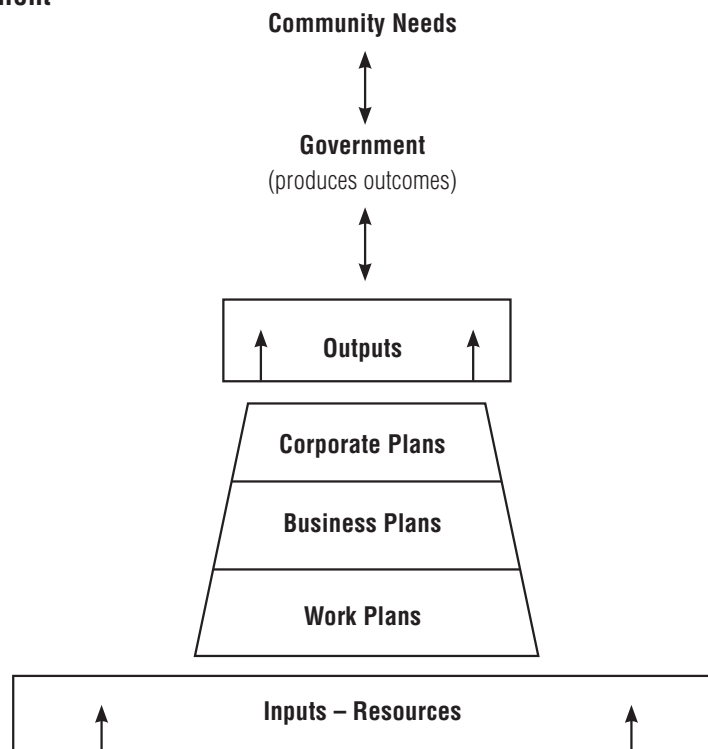 Community Needs
Government
(produces outcomes)
Outputs
Corporate Plans
Business Plans
Work Plans
Inputs – Resources